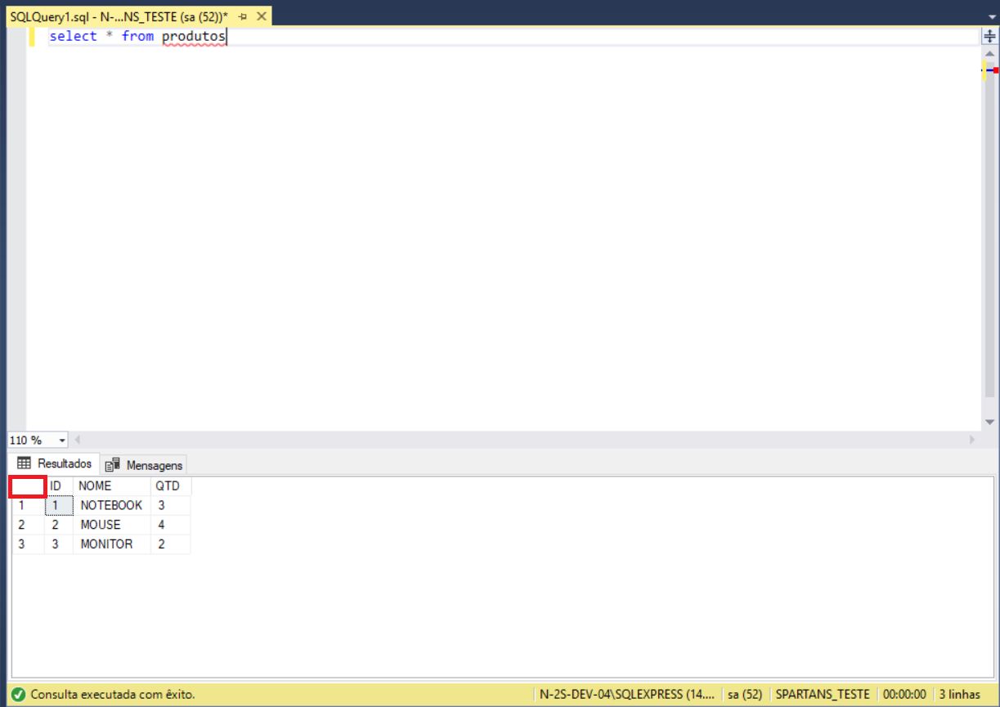 SQLQuery1.sql - N-...NS_TESTE (sa (52))*
select * from produtos
110 %
Resultados Mensagens
ID NOME QTD
1 1 NOTEBOOK 3
2 2 MOUSE 4
3 3 MONITOR 2
Consulta executada com êxito. N-2S-DEV-04\SQLEXPRESS (14.... sa (52) SPARTANS_TESTE 00:00:00 3 linhas